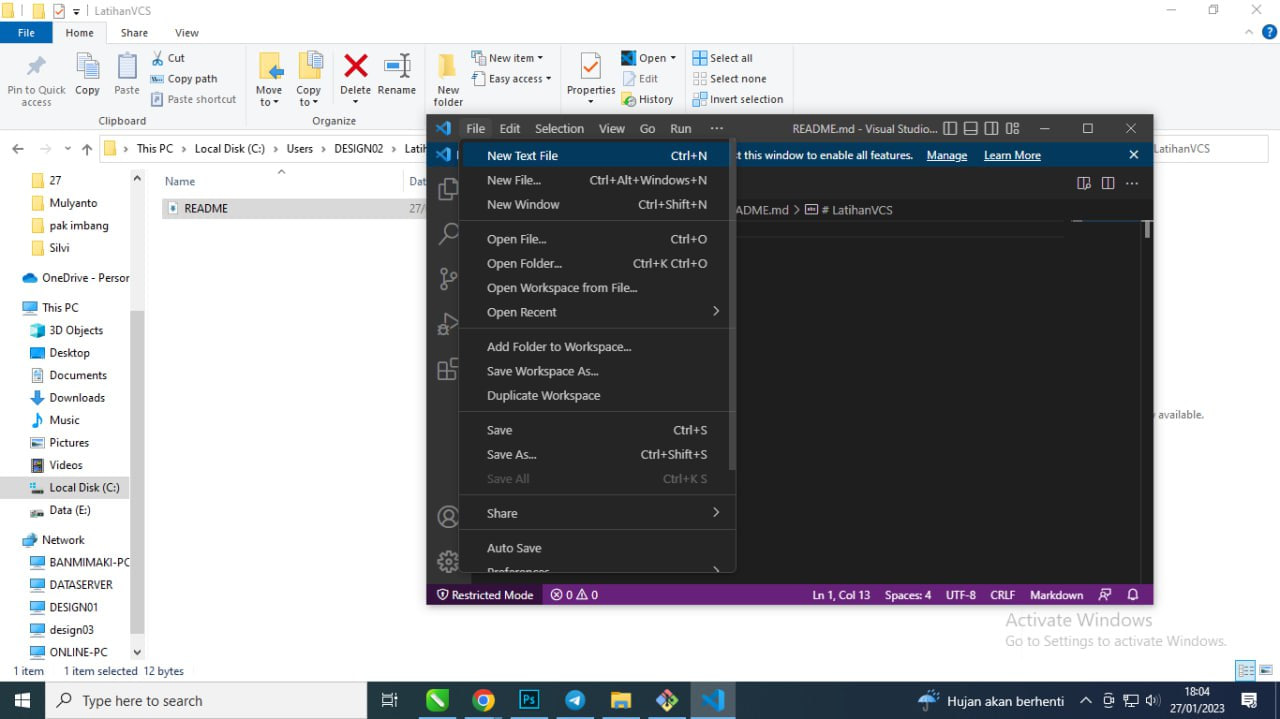 LatihanVCS
File Home Share View
Pin to Quick access
Copy
Paste
Cut
Copy path
Paste shortcut
Clipboard
Move to
Copy to
Delete
Rename
Organize
New folder
New item
Easy access
Properties
Open
Edit
History
Select all
Select none
Invert selection
This PC Local Disk (C:) Users DESIGN02
LatihanVCS
27
Mulyanto
pak imbang
Silvi
OneDrive - Person
This PC
3D Objects
Desktop
Documents
Downloads
Music
Pictures
Videos
Local Disk (C:)
Data (E:)
Network
BANMIMAKI-PC
DATASERVER
DESIGN01
design03
ONLINE-PC
Name
README
27/
available.
1 item 1 item selected 12 bytes
File Edit Selection View Go Run ···
README.md - Visual Studio...
t this window to enable all features. Manage Learn More
ADME.md > # LatihanVCS
New Text File Ctrl+N
New File... Ctrl+Alt+Windows+N
New Window Ctrl+Shift+N
Open File... Ctrl+O
Open Folder... Ctrl+K Ctrl+O
Open Workspace from File...
Open Recent
Add Folder to Workspace...
Save Workspace As...
Duplicate Workspace
Save Ctrl+S
Save As... Ctrl+Shift+S
Save All Ctrl+K S
Share
Auto Save
Preferences
Restricted Mode 0 0 Ln 1, Col 13 Spaces: 4 UTF-8 CRLF Markdown
Activate Windows
Go to Settings to activate Windows.
Type here to search
Ps
Hujan akan berhenti
18:04
27/01/2023